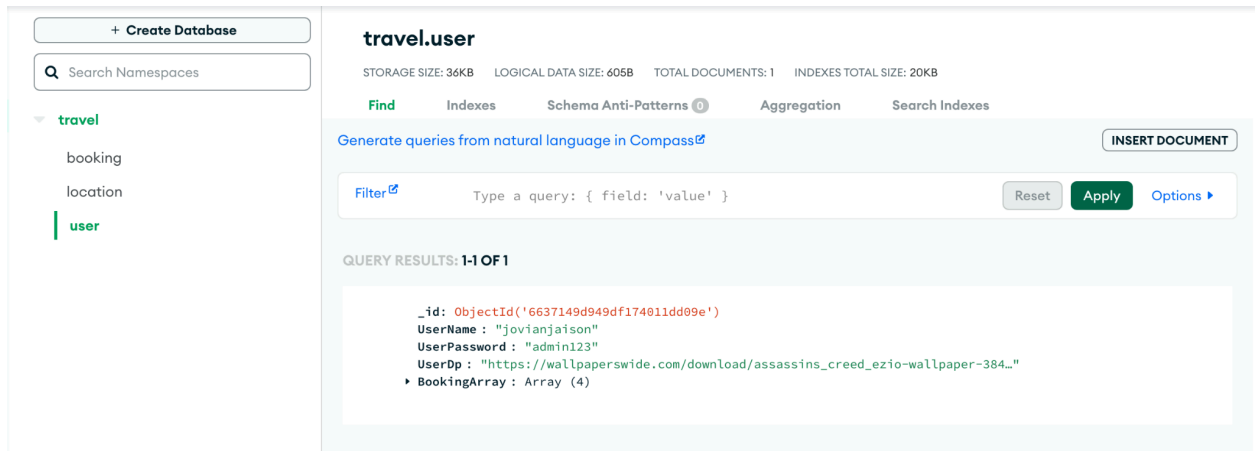 + Create Database
Search Namespaces
travel
booking
location
user
travel.user
STORAGE SIZE: 36KB LOGICAL DATA SIZE: 605B TOTAL DOCUMENTS: 1 INDEXES TOTAL SIZE: 20KB
Find Indexes Schema Anti-Patterns 0 Aggregation Search Indexes
Generate queries from natural language in Compass
INSERT DOCUMENT
Filter Type a query: { field: 'value' } Reset Apply Options
QUERY RESULTS: 1-1 OF 1
_id: ObjectId('6637149d949df174011dd09e')
UserName : "jovianjaison"
UserPassword : "admin123"
UserDp : "https://wallpaperswide.com/download/assassins_creed_ezio-wallpaper-384…"
BookingArray : Array (4)